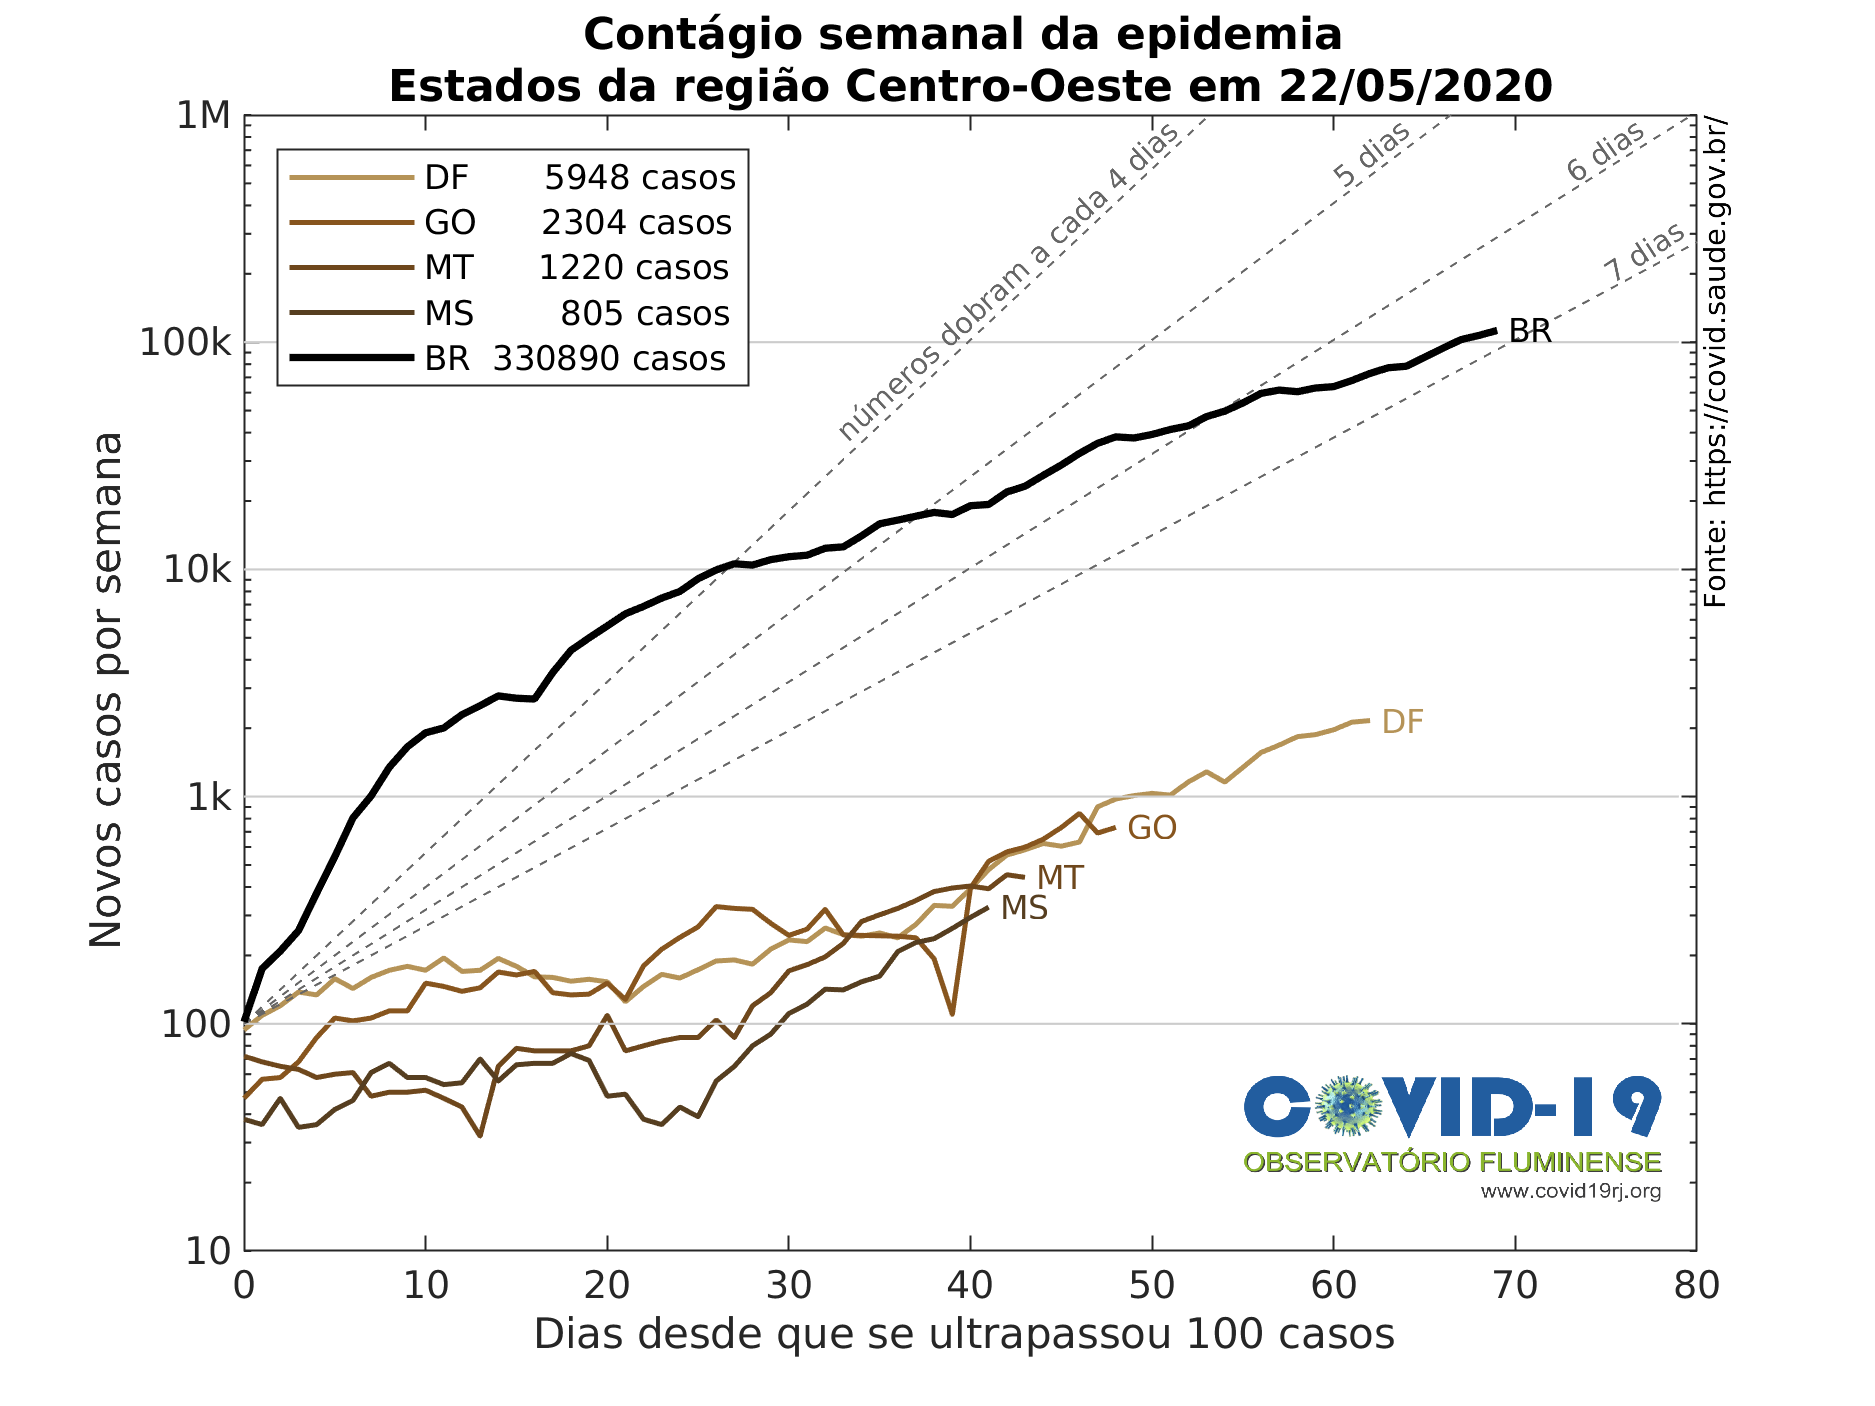 Contágio semanal da epidemia
Estados da região Centro-Oeste em 22/05/2020
1M
100k
10k
1k
100
10
Novos casos por semana
DF 5948 casos
GO 2304 casos
MT 1220 casos
MS 805 casos
BR 330890 casos
números dobram a cada 4 dias
5 dias
6 dias
7 dias
BR
DF
GO
MT
MS
Fonte: https://covid.saude.gov.br/
COVID-19
OBSERVATÓRIO FLUMINENSE
www.covid19rj.org
0 10 20 30 40 50 60 70 80
Dias desde que se ultrapassou 100 casos